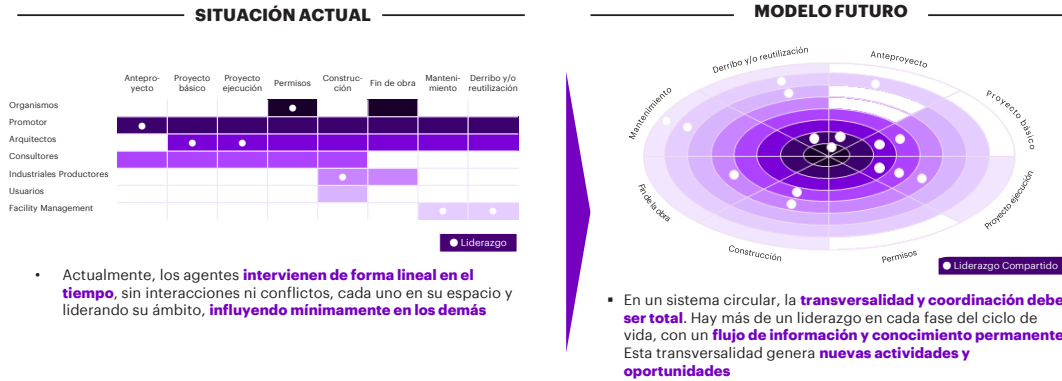 SITUACIÓN ACTUAL
Antepro-
yecto
Proyecto
básico
Proyecto
ejecución
Permisos
Construc-
ción
Fin de obra
Manteni-
miento
Derribo y/o
reutilización
Organismos
Promotor
Arquitectos
Consultores
Industriales Productores
Usuarios
Facility Management
Liderazgo
• Actualmente, los agentes intervienen de forma lineal en el
tiempo, sin interacciones ni conflictos, cada uno en su espacio y
liderando su ámbito, influyendo mínimamente en los demás
MODELO FUTURO
Derribo y/o reutilización
Anteproyecto
Mantenimiento
Proyecto básico
Fin de la obra
Proyecto ejecución
Construcción
Permisos
Liderazgo Compartido
▪ En un sistema circular, la transversalidad y coordinación debe
ser total. Hay más de un liderazgo en cada fase del ciclo de
vida, con un flujo de información y conocimiento permanente
Esta transversalidad genera nuevas actividades y
oportunidades